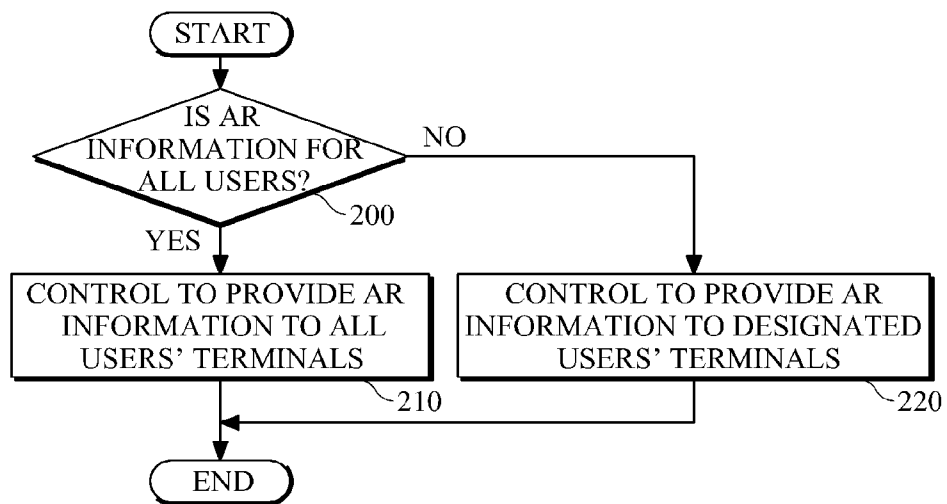 START
IS AR
INFORMATION FOR
ALL USERS?
NO
200
YES
CONTROL TO PROVIDE AR
INFORMATION TO ALL
USERS' TERMINALS
210
CONTROL TO PROVIDE AR
INFORMATION TO DESIGNATED
USERS' TERMINALS
220
END